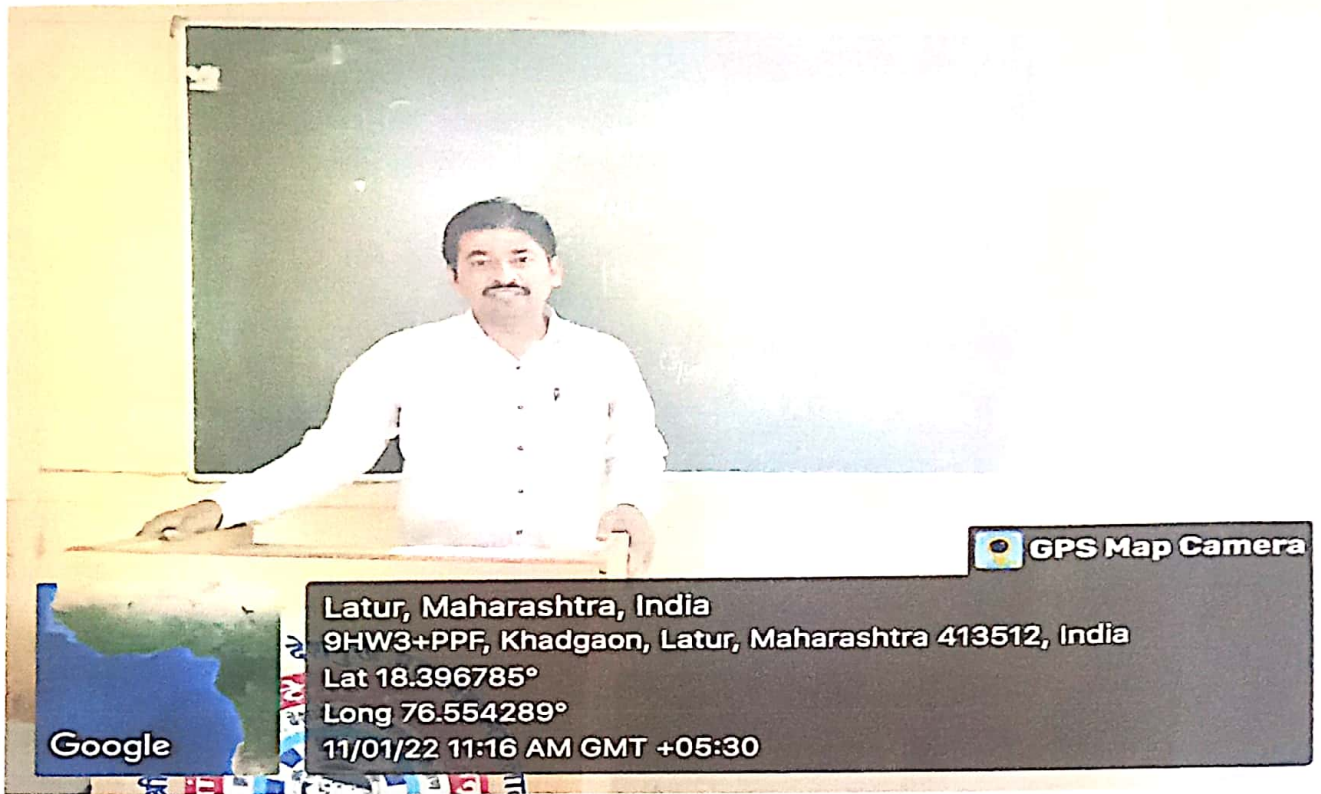 GPS Map Camera
Latur, Maharashtra, India
9HW3+PPF, Khadgaon, Latur, Maharashtra 413512, India
Lat 18.396785°
Long 76.554289°
11/01/22 11:16 AM GMT +05:30
Google